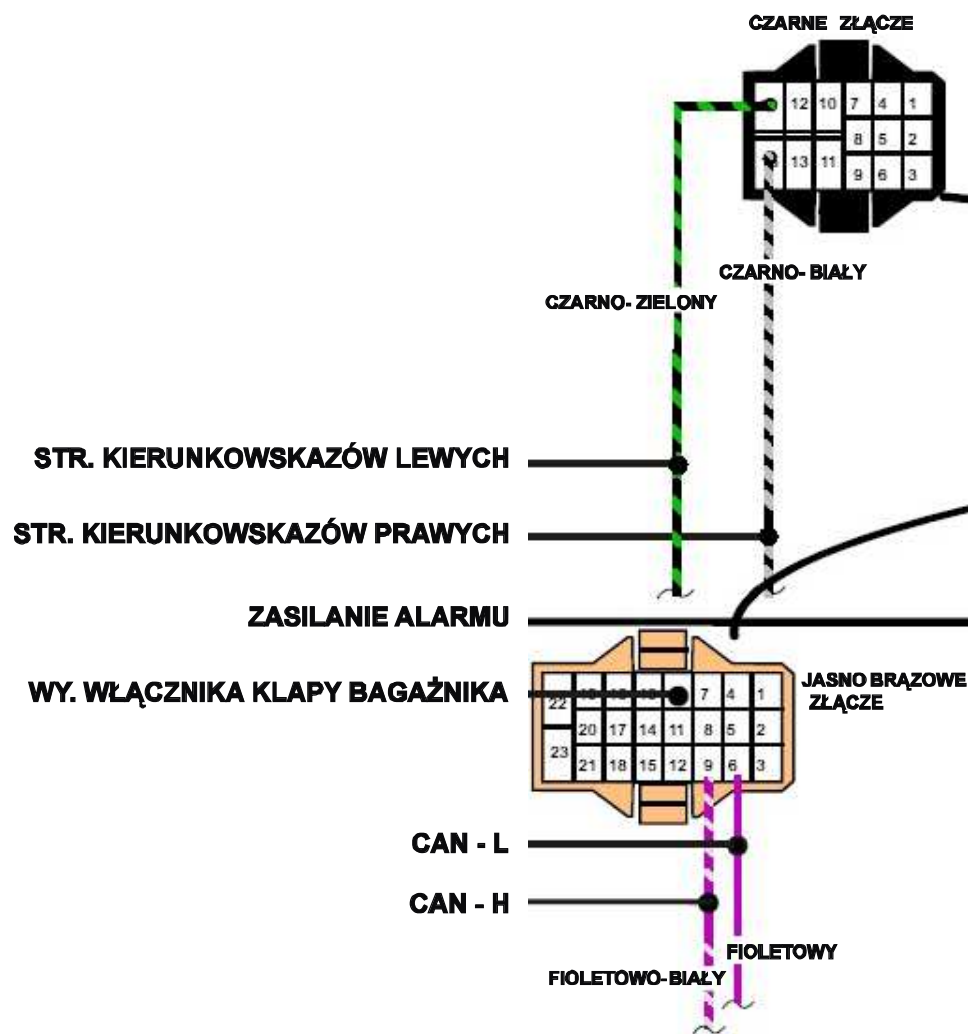 CZARNE ZŁĄCZE
12 10 7 4 1
8 5 2
13 11
9 6 3
CZARNO- BIAŁY
CZARNO- ZIELONY
STR. KIERUNKOWSKAZÓW LEWYCH
STR. KIERUNKOWSKAZÓW PRAWYCH
ZASILANIE ALARMU
WY. WŁĄCZNIKA KLAPY BAGAŻNIKA
7 4 1
JASNO BRĄZOWE
ZŁĄCZE
22
20 17 14 11 8 5 2
23
21 18 15 12 9 6 3
CAN - L
CAN - H
FIOLETOWY
FIOLETOWO-BIAŁY